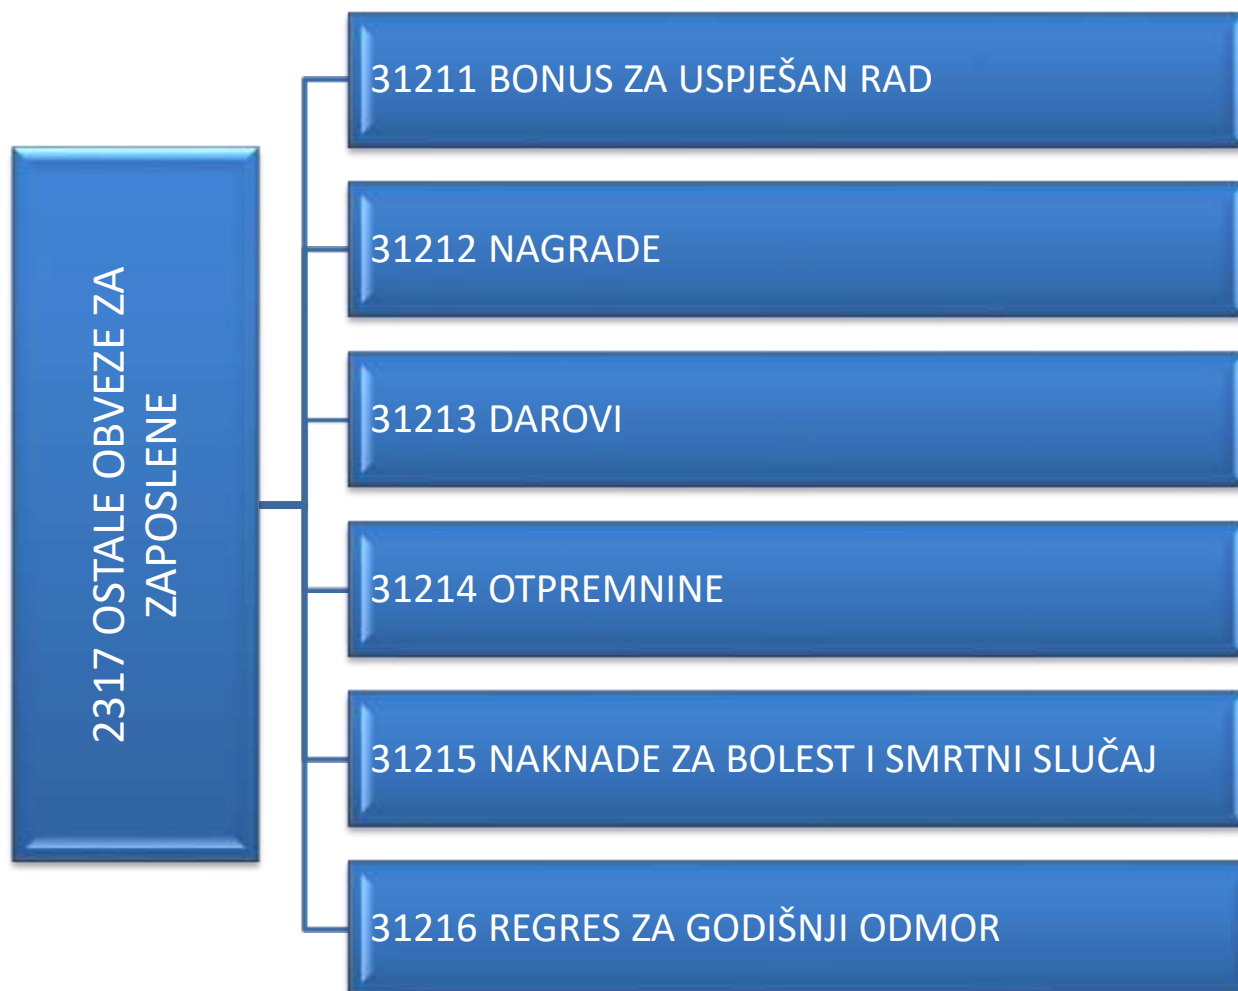 2317 OSTALE OBVEZE ZA
ZAPOSLENE
31211 BONUS ZA USPJEŠAN RAD
31212 NAGRADE
31213 DAROVI
31214 OTPREMNINE
31215 NAKNADE ZA BOLEST I SMRTNI SLUČAJ
31216 REGRES ZA GODIŠNJI ODMOR